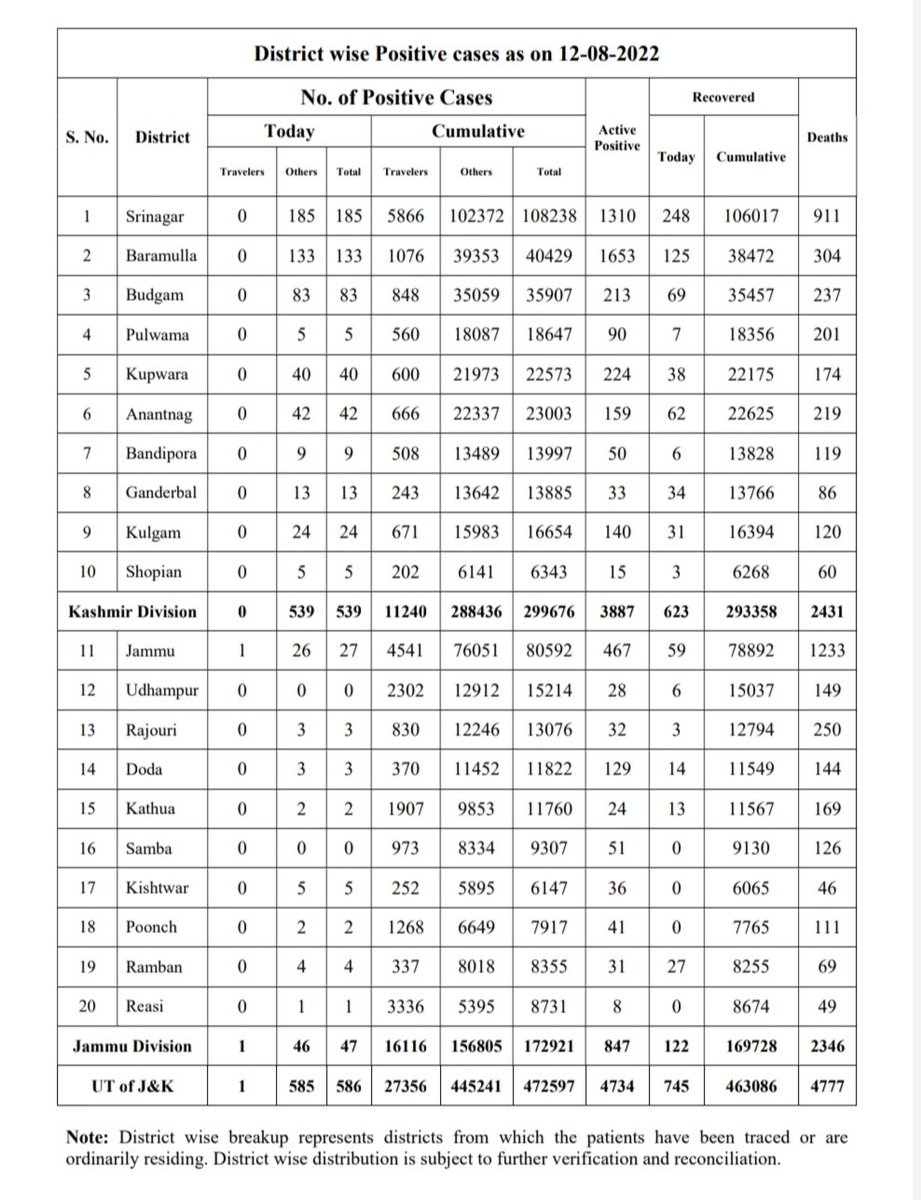 District wise Positive cases as on 12-08-2022
S. No. District No. of Positive Cases Active Positive Recovered Deaths
Today Cumulative Today Cumulative
Travelers Others Total Travelers Others Total
1 Srinagar 0 185 185 5866 102372 108238 1310 248 106017 911
2 Baramulla 0 133 133 1076 39353 40429 1653 125 38472 304
3 Budgam 0 83 83 848 35059 35907 213 69 35457 237
4 Pulwama 0 5 5 560 18087 18647 90 7 18356 201
5 Kupwara 0 40 40 600 21973 22573 224 38 22175 174
6 Anantnag 0 42 42 666 22337 23003 159 62 22625 219
7 Bandipora 0 9 9 508 13489 13997 50 6 13828 119
8 Ganderbal 0 13 13 243 13642 13885 33 34 13766 86
9 Kulgam 0 24 24 671 15983 16654 140 31 16394 120
10 Shopian 0 5 5 202 6141 6343 15 3 6268 60
Kashmir Division 0 539 539 11240 288436 299676 3887 623 293358 2431
11 Jammu 1 26 27 4541 76051 80592 467 59 78892 1233
12 Udhampur 0 0 0 2302 12912 15214 28 6 15037 149
13 Rajouri 0 3 3 830 12246 13076 32 3 12794 250
14 Doda 0 3 3 370 11452 11822 129 14 11549 144
15 Kathua 0 2 2 1907 9853 11760 24 13 11567 169
16 Samba 0 0 0 973 8334 9307 51 0 9130 126
17 Kishtwar 0 5 5 252 5895 6147 36 0 6065 46
18 Poonch 0 2 2 1268 6649 7917 41 0 7765 111
19 Ramban 0 4 4 337 8018 8355 31 27 8255 69
20 Reasi 0 1 1 3336 5395 8731 8 0 8674 49
Jammu Division 1 46 47 16116 156805 172921 847 122 169728 2346
UT of J&K 1 585 586 27356 445241 472597 4734 745 463086 4777
Note: District wise breakup represents districts from which the patients have been traced or are
ordinarily residing. District wise distribution is subject to further verification and reconciliation.